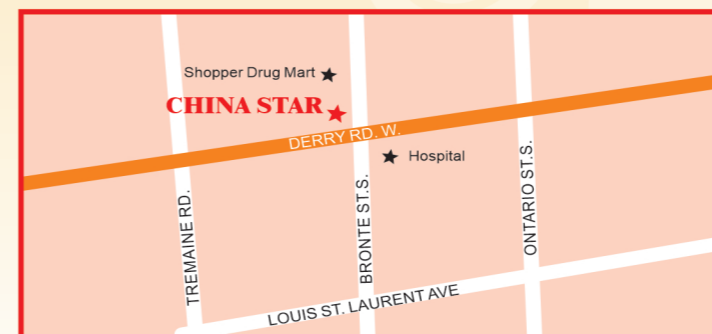 Shopper Drug Mart
CHINA STAR
DERRY RD. W.
Hospital
TREMAINE RD.
BRONTE ST.S.
ONTARIO ST.S.
LOUIS ST. LAURENT AVE